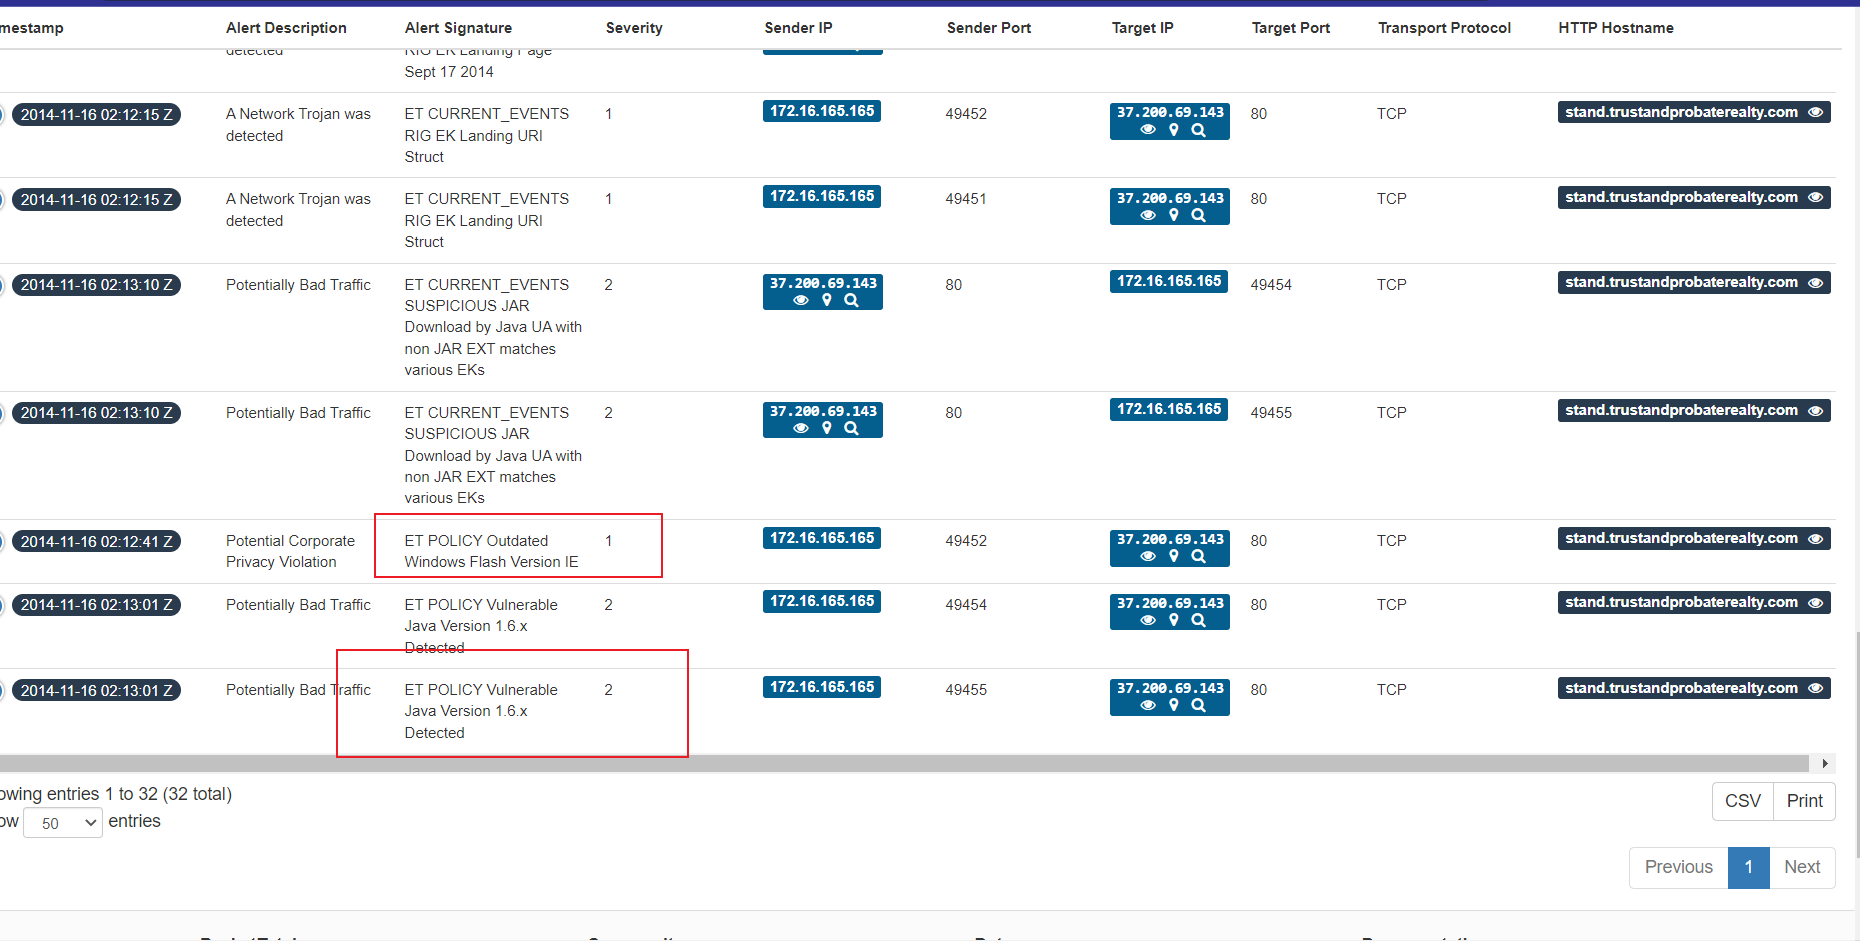 mestamp Alert Description Alert Signature Severity Sender IP Sender Port Target IP Target Port Transport Protocol HTTP Hostname
detected RIG EK Landing Page
Sept 17 2014
2014-11-16 02:12:15 Z A Network Trojan was ET CURRENT_EVENTS 1 172.16.165.165 49452 37.200.69.143 80 TCP stand.trustandprobaterealty.com
detected RIG EK Landing URI
Struct
2014-11-16 02:12:15 Z A Network Trojan was ET CURRENT_EVENTS 1 172.16.165.165 49451 37.200.69.143 80 TCP stand.trustandprobaterealty.com
detected RIG EK Landing URI
Struct
2014-11-16 02:13:10 Z Potentially Bad Traffic ET CURRENT_EVENTS 2 37.200.69.143 80 172.16.165.165 49454 TCP stand.trustandprobaterealty.com
SUSPICIOUS JAR
Download by Java UA with
non JAR EXT matches
various EKs
2014-11-16 02:13:10 Z Potentially Bad Traffic ET CURRENT_EVENTS 2 37.200.69.143 80 172.16.165.165 49455 TCP stand.trustandprobaterealty.com
SUSPICIOUS JAR
Download by Java UA with
non JAR EXT matches
various EKs
2014-11-16 02:12:41 Z Potential Corporate ET POLICY Outdated 1 172.16.165.165 49452 37.200.69.143 80 TCP stand.trustandprobaterealty.com
Privacy Violation Windows Flash Version IE
2014-11-16 02:13:01 Z Potentially Bad Traffic ET POLICY Vulnerable 2 172.16.165.165 49454 37.200.69.143 80 TCP stand.trustandprobaterealty.com
Java Version 1.6.x
Detected
2014-11-16 02:13:01 Z Potentially Bad Traffic ET POLICY Vulnerable 2 172.16.165.165 49455 37.200.69.143 80 TCP stand.trustandprobaterealty.com
Java Version 1.6.x
Detected
owing entries 1 to 32 (32 total)
CSV Print
ow 50 entries
Previous 1 Next